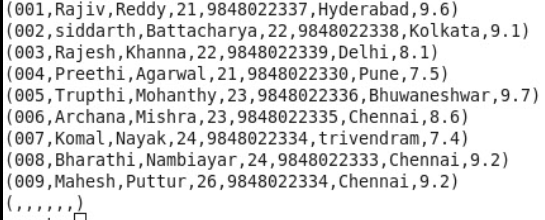 (001,Rajiv,Reddy,21,9848022337,Hyderabad,9.6)
(002,siddarth,Battacharya,22,9848022338,Kolkata,9.1)
(003,Rajesh,Khanna,22,9848022339,Delhi,8.1)
(004,Preethi,Agarwal,21,9848022330,Pune,7.5)
(005,Trupthi,Mohanthy,23,9848022336,Bhuwaneshwar,9.7)
(006,Archana,Mishra,23,9848022335,Chennai,8.6)
(007,Komal,Nayak,24,9848022334,trivendram,7.4)
(008,Bharathi,Nambiayar,24,9848022333,Chennai,9.2)
(009,Mahesh,Puttur,26,9848022334,Chennai,9.2)
(,,,,,,)